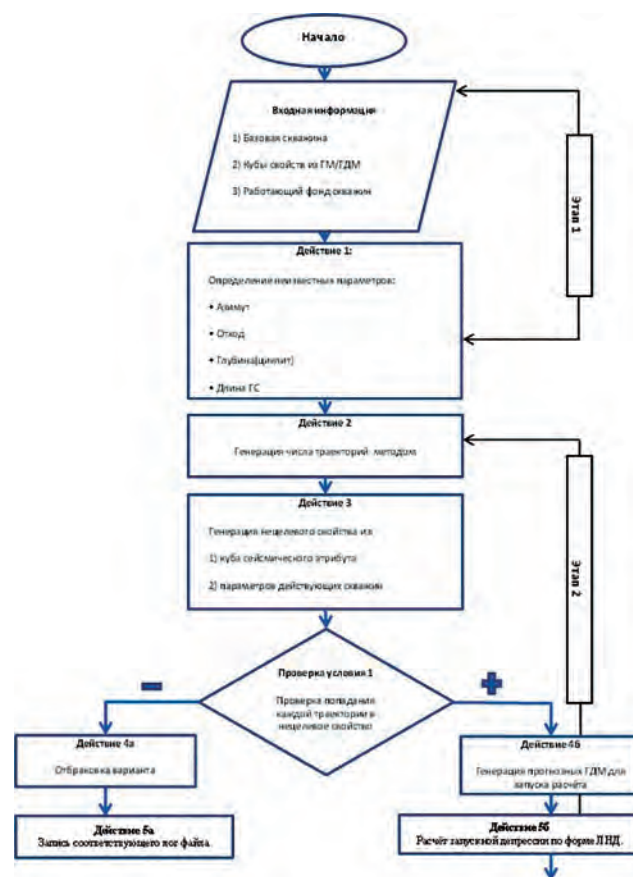 Начало
Входная информация
1) Базовая скважина
2) Кубы свойств из ГМ/ГДМ
3) Работающий фонд скважин
Этап 1
Действие 1:
Определение неизвестных параметров:
• Азимут
• Отход
• Глубина(циклит)
• Длина ГС
Действие 2
Генерация числа траекторий методом
Действие 3
Генерация нецелевого свойства из
1) куба сейсмического атрибута
2) параметров действующих скважин
Этап 2
Проверка условия 1
Проверка попадания
каждой траектории в
нецелевое свойство
−
+
Действие 4а
Отбраковка варианта
Действие 4б
Генерация прогнозных ГДМ для
запуска расчёта
Действие 5а
Запись соответствующего лог файла.
Действие 5б
Расчёт запускной депрессии по форме ЛНД.